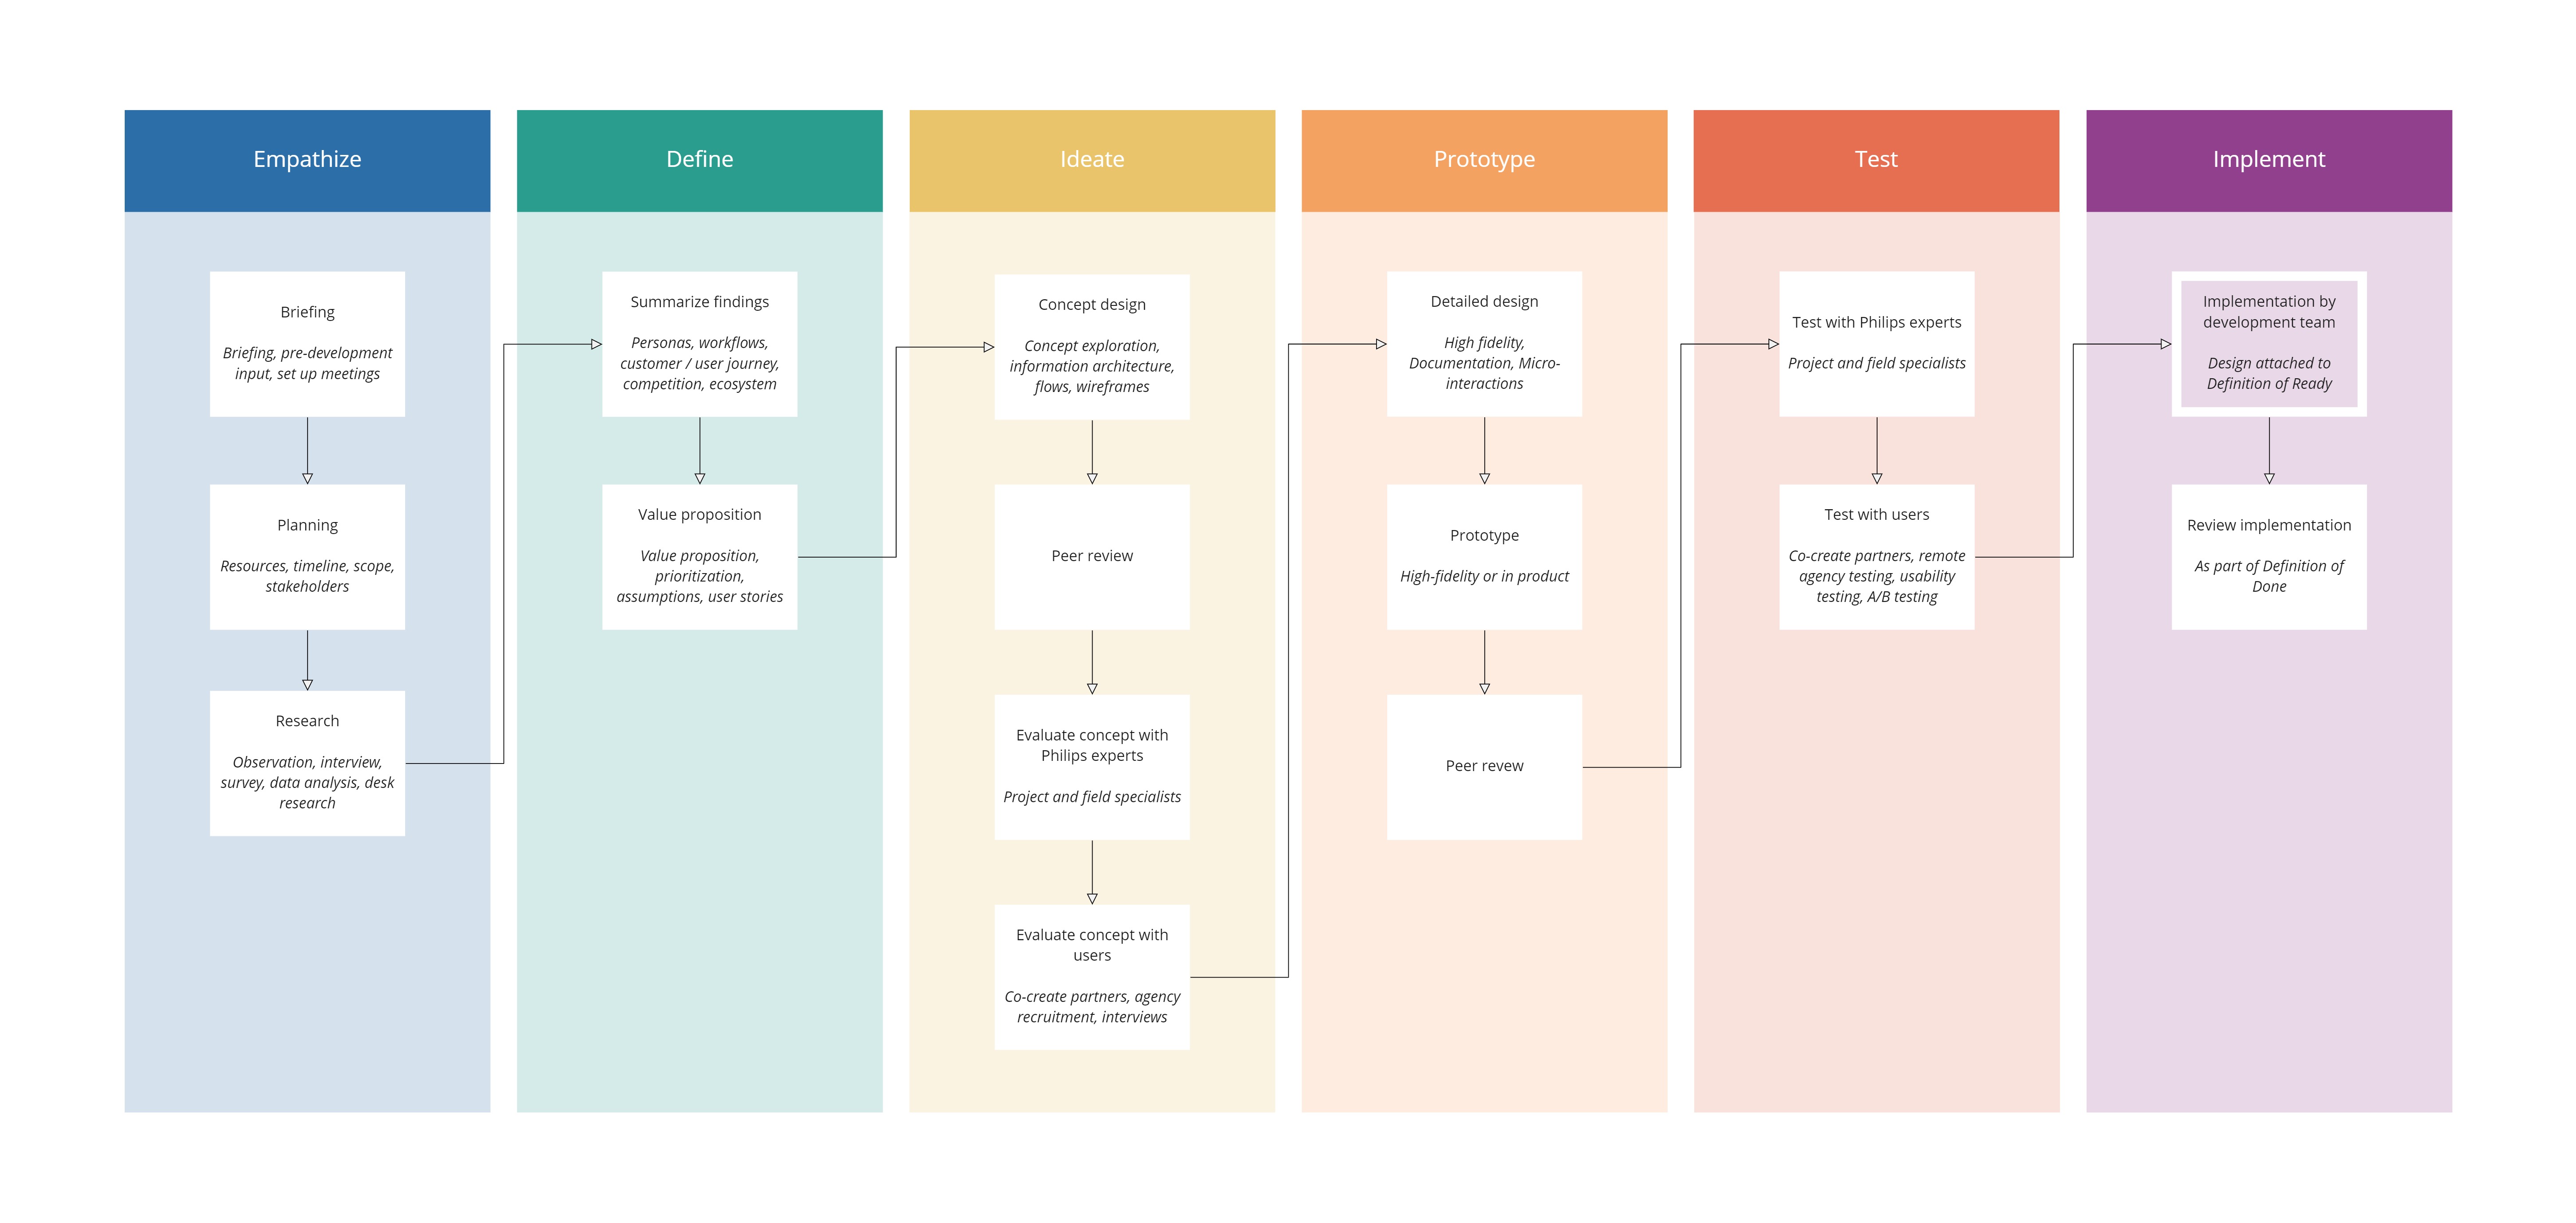 Empathize
Briefing
Briefing, pre-development
input, set up meetings
Planning
Resources, timeline, scope,
stakeholders
Research
Observation, interview,
survey, data analysis, desk
research
Define
Summarize findings
Personas, workflows,
customer / user journey,
competition, ecosystem
Value proposition
Value proposition,
prioritization,
assumptions, user stories
Ideate
Concept design
Concept exploration,
information architecture,
flows, wireframes
Peer review
Evaluate concept with
Philips experts
Project and field specialists
Evaluate concept with
users
Co-create partners, agency
recruitment, interviews
Prototype
Detailed design
High fidelity,
Documentation, Micro-
interactions
Prototype
High-fidelity or in product
Peer revew
Test
Test with Philips experts
Project and field specialists
Test with users
Co-create partners, remote
agency testing, usability
testing, A/B testing
Implement
Implementation by
development team
Design attached to
Definition of Ready
Review implementation
As part of Definition of
Done